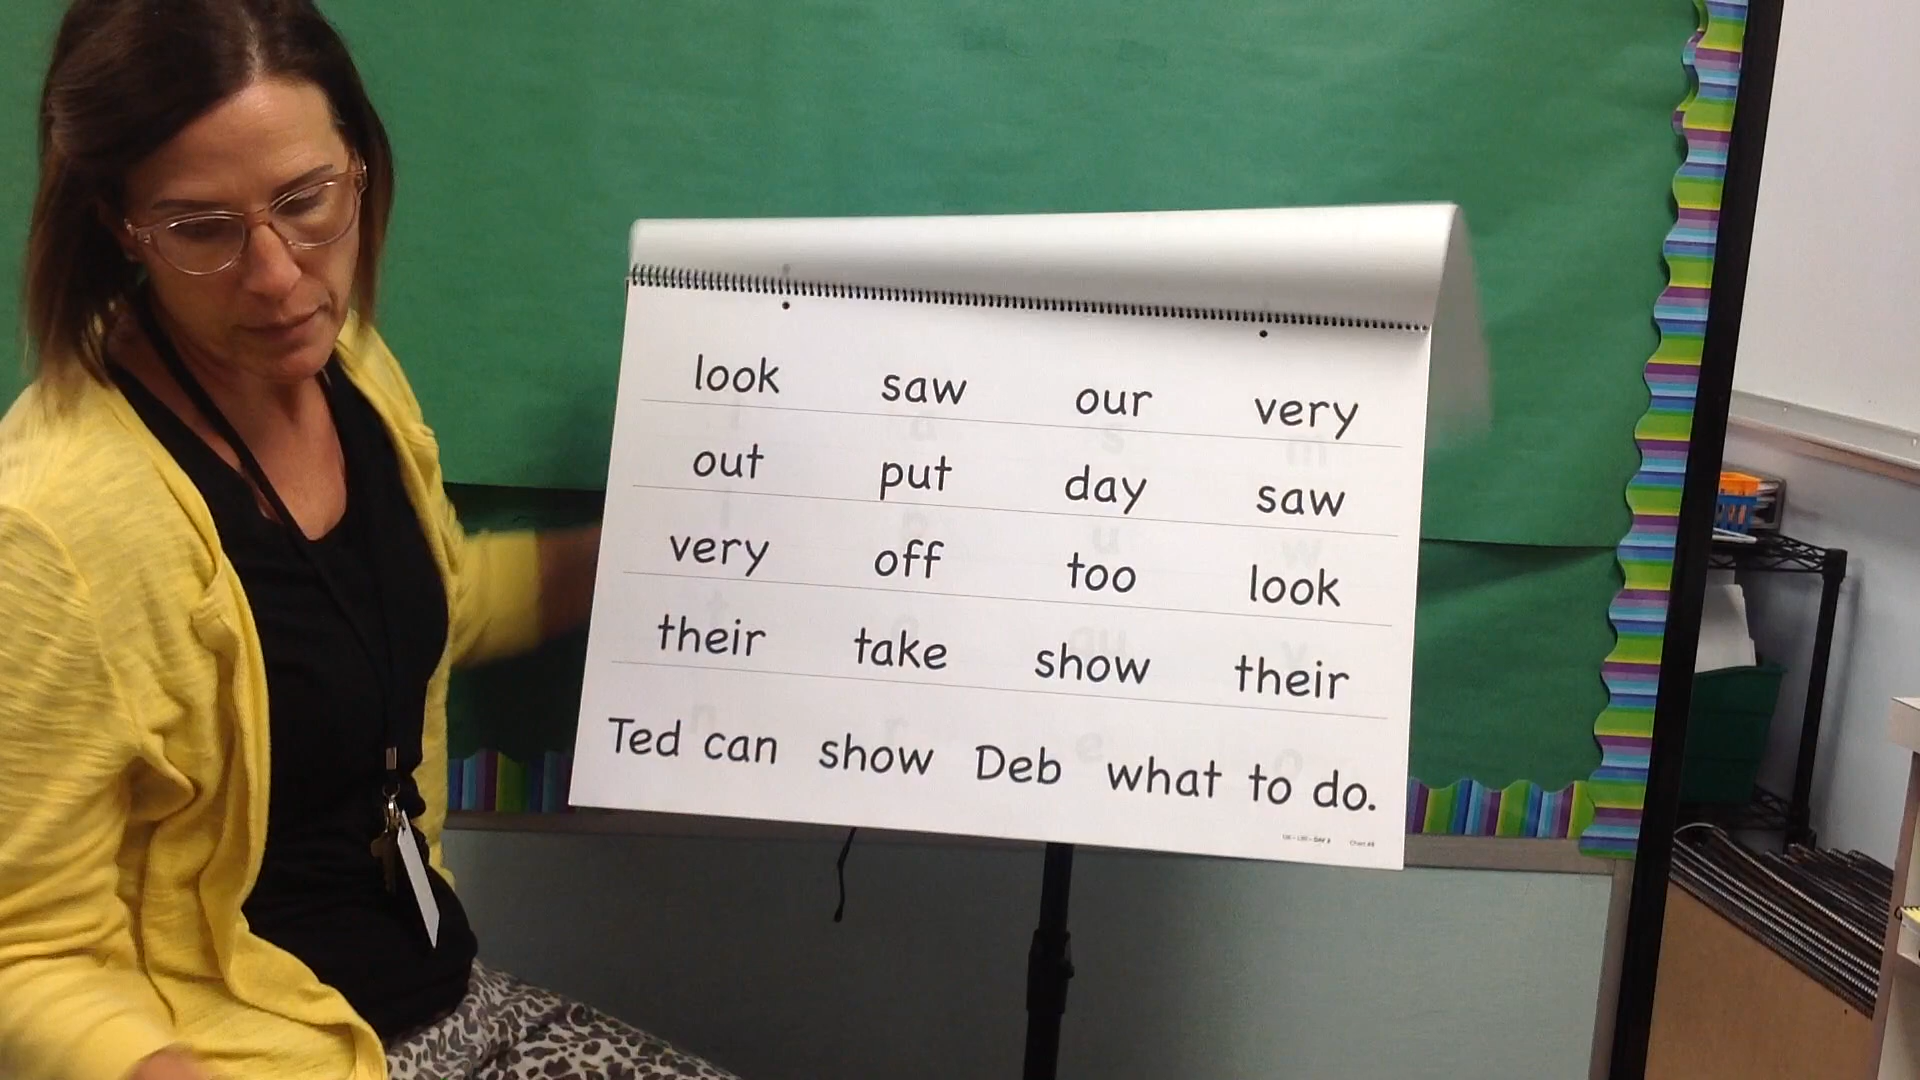 look saw our very
out put day saw
very off too look
their take show their
Ted can show Deb what to do.